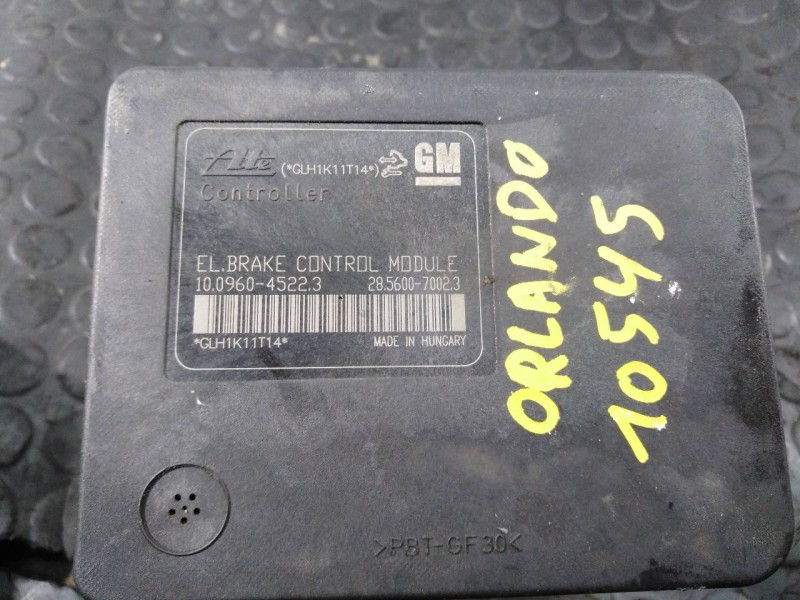 Ate (*GLH1K11T14*) GM
Controller
EL.BRAKE CONTROL MODULE
10.0960-4522.3 28.5600-7002.3
*GLH1K11T14* MADE IN HUNGARY
ORLANDO
10545
>PBT-GF30<